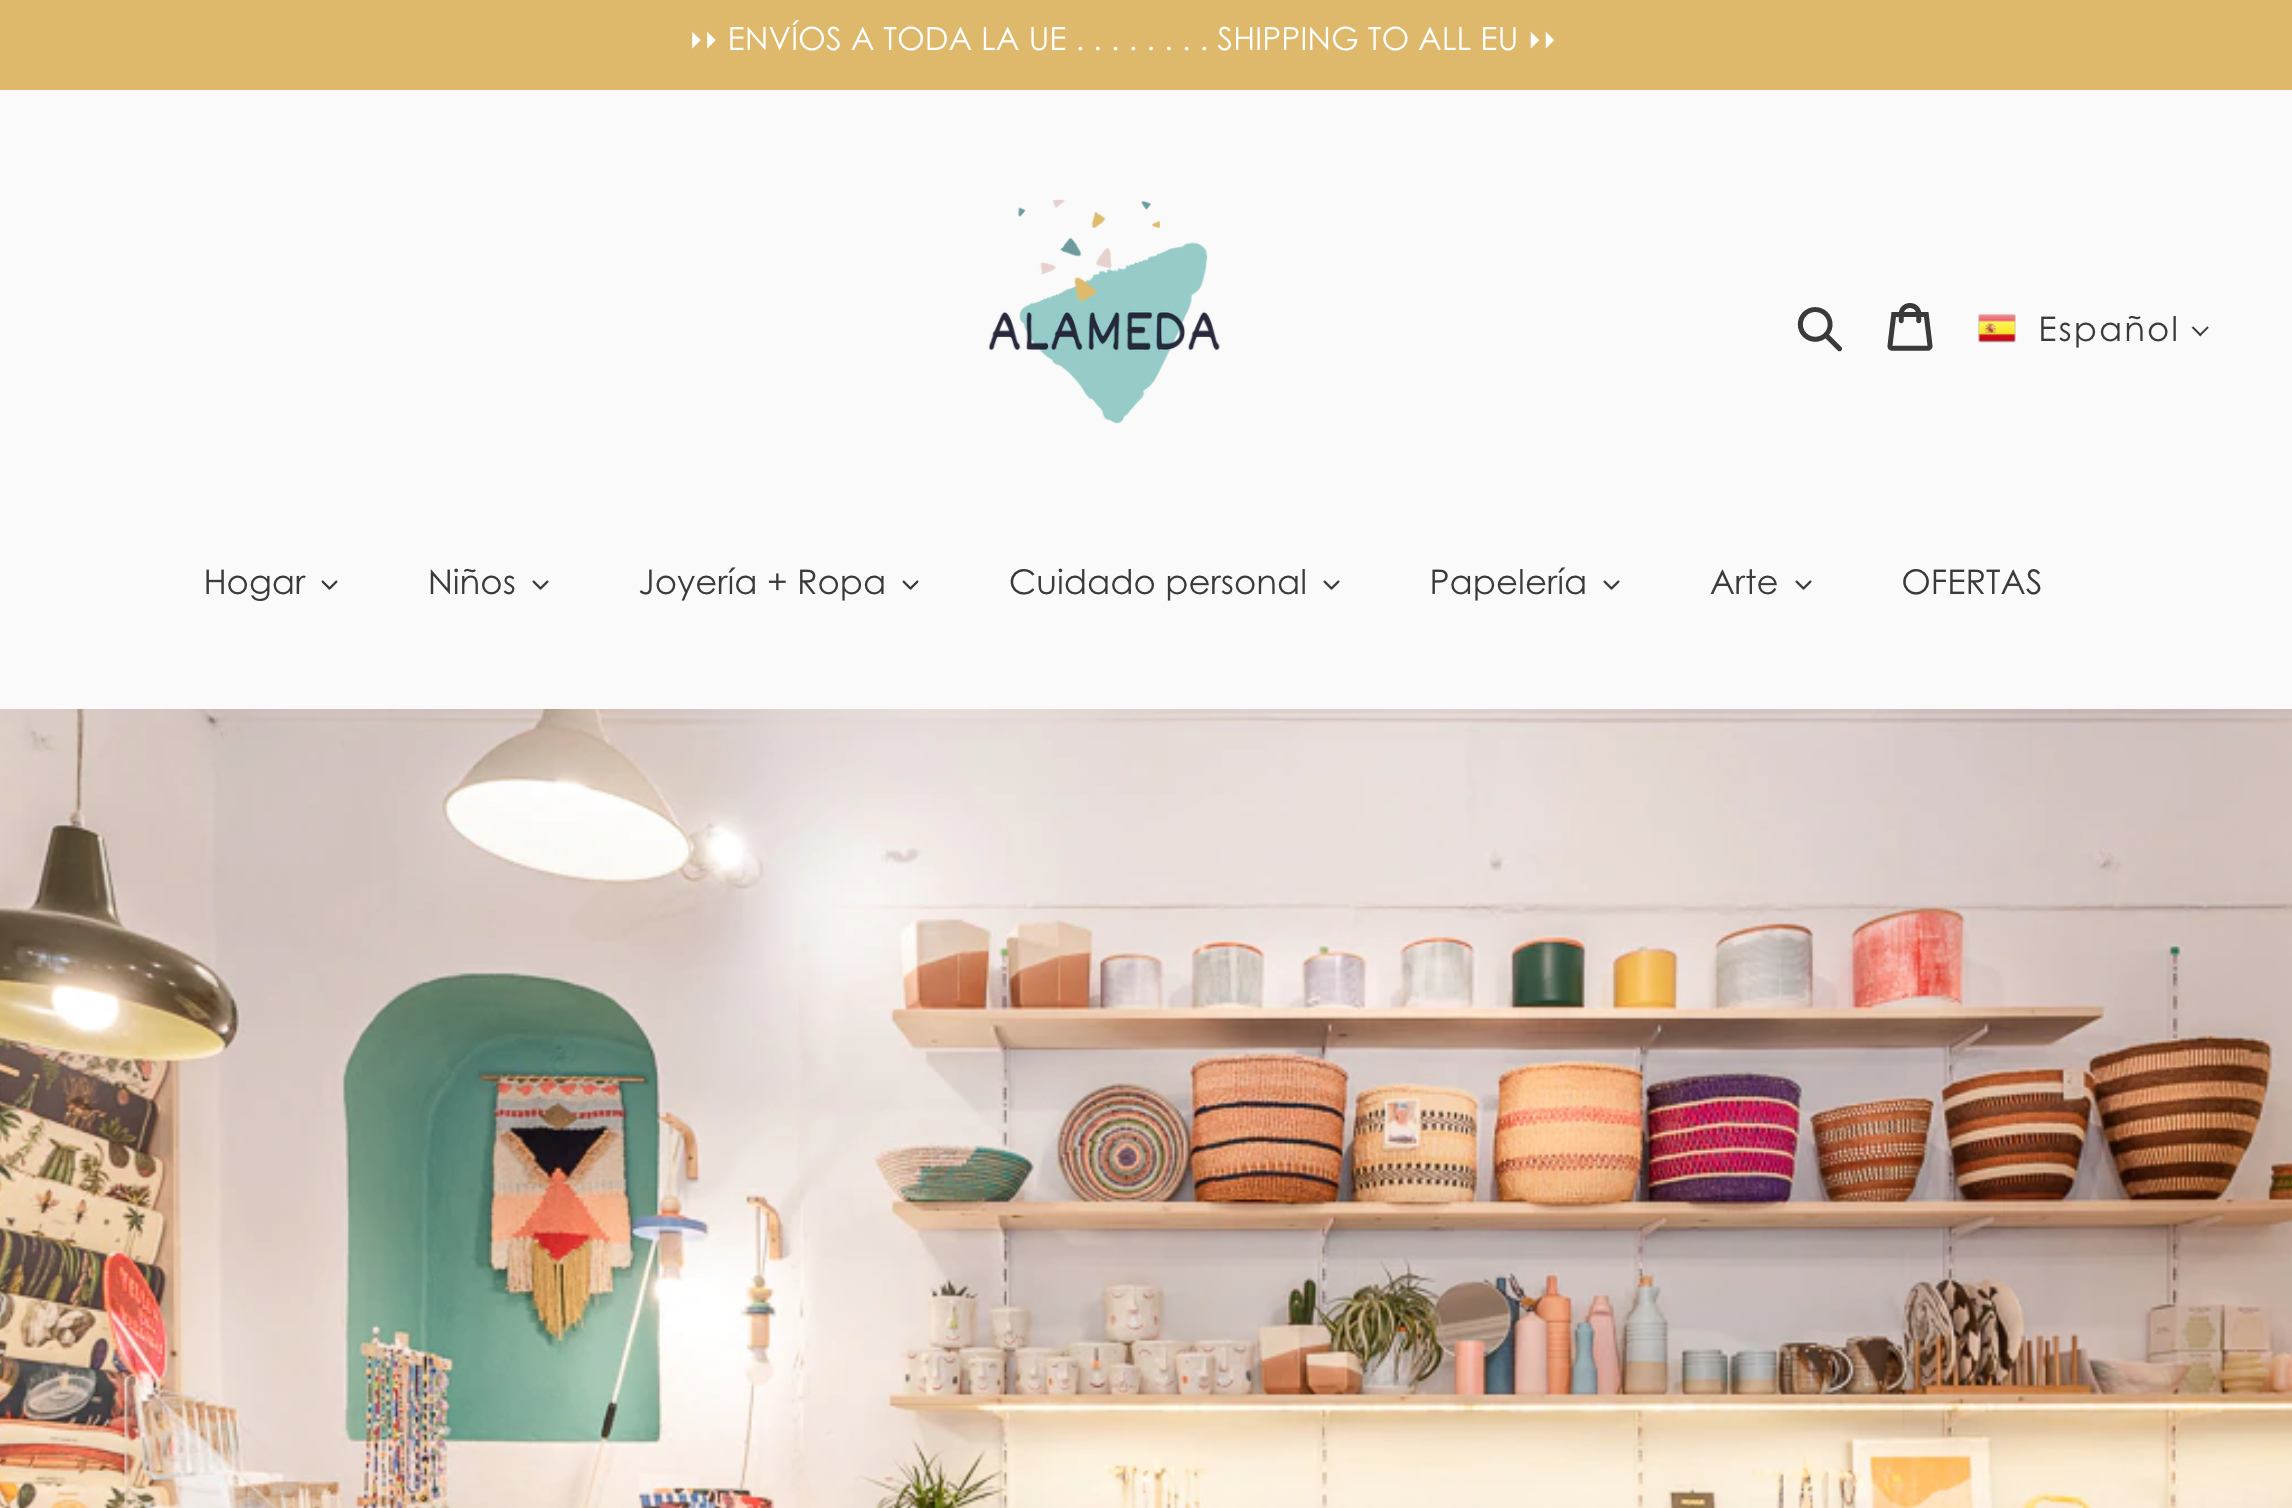 ENVÍOS A TODA LA UE . . . . . . . . SHIPPING TO ALL EU
ALAMEDA
Español
Hogar
Niños
Joyería + Ropa
Cuidado personal
Papelería
Arte
OFERTAS